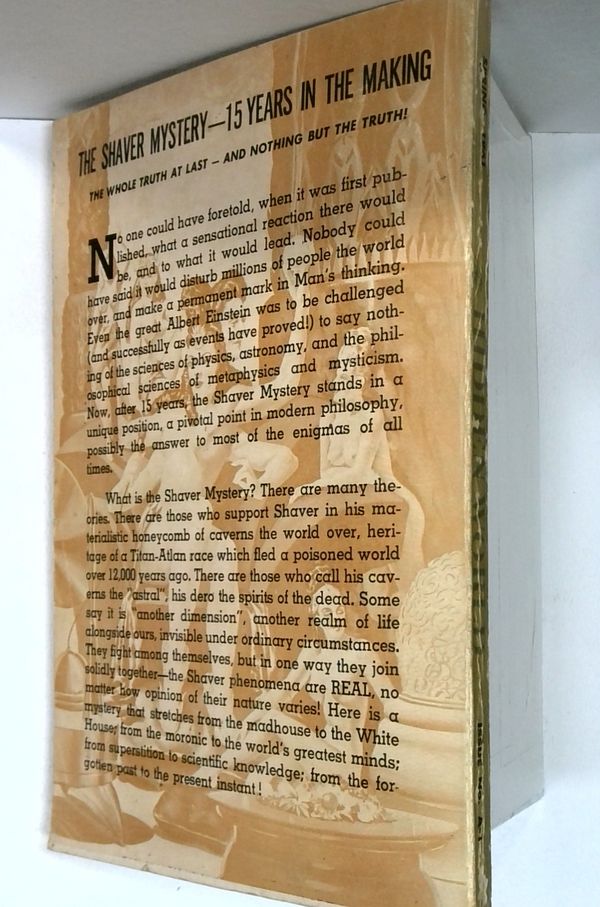 THE SHAVER MYSTERY—15 YEARS IN THE MAKING
THE WHOLE TRUTH AT LAST — AND NOTHING BUT THE TRUTH!
No one could have foretold, when it was first pub-
lished, what a sensational reaction there would
be, and to what it would lead. Nobody could
have said it would disturb millions of people the world
over, and make a permanent mark in Man's thinking.
Even the great Albert Einstein was to be challenged
(and successfully as events have proved!) to say noth-
ing of the sciences of physics, astronomy, and the phil-
osophical sciences of metaphysics and mysticism.
Now, after 15 years, the Shaver Mystery stands in a
unique position, a pivotal point in modern philosophy,
possibly the answer to most of the enigmas of all
times.
What is the Shaver Mystery? There are many the-
ories. There are those who support Shaver in his ma-
terialistic honeycomb of caverns the world over, heri-
tage of a Titan-Atlan race which fled a poisoned world
over 12,000 years ago. There are those who call his cav-
erns the "astral", his dero the spirits of the dead. Some
say it is "another dimension", another realm of life
alongside ours, invisible under ordinary circumstances.
They fight among themselves, but in one way they join
solidly together—the Shaver phenomena are REAL, no
matter how opinion of their nature varies! Here is a
mystery that stretches from the madhouse to the White
House; from the moronic to the world's greatest minds;
from superstition to scientific knowledge; from the for-
gotten past to the present instant!
ISSUE No. A-1